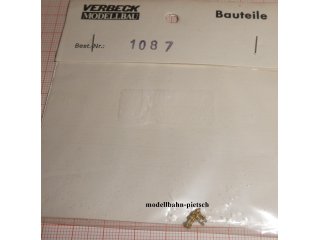 VERBECK
MODELLBAU
Bauteile
Best. Nr.: 1087
modellbahn-pietsch